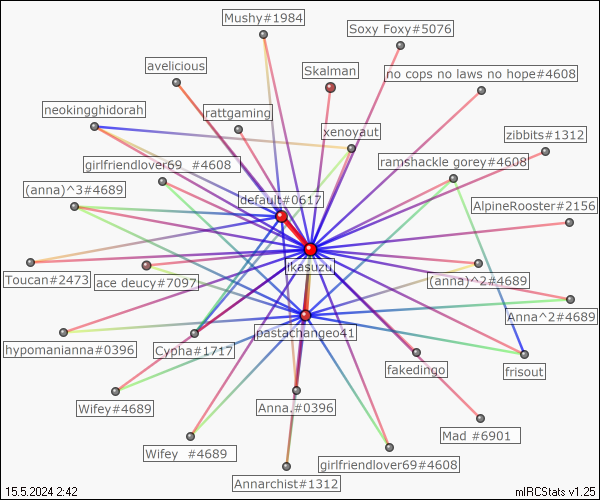 Mushy#1984
Soxy Foxy#5076
avelicious
Skalman
no cops no laws no hope#4608
neokingghidorah
rattgaming
xenoyaut
zibbits#1312
girlfriendlover69 #4608
ramshackle gorey#4608
(anna)^3#4689
default#0617
AlpineRooster#2156
ikasuzu
Toucan#2473
ace deucy#7097
(anna)^2#4689
Anna^2#4689
pastachangeo41
hypomanianna#0396
Cypha#1717
fakedingo
frisout
Wifey#4689
Anna.#0396
Mad #6901
Wifey #4689
girlfriendlover69#4608
Annarchist#1312
15.5.2024 2:42
mIRCStats v1.25